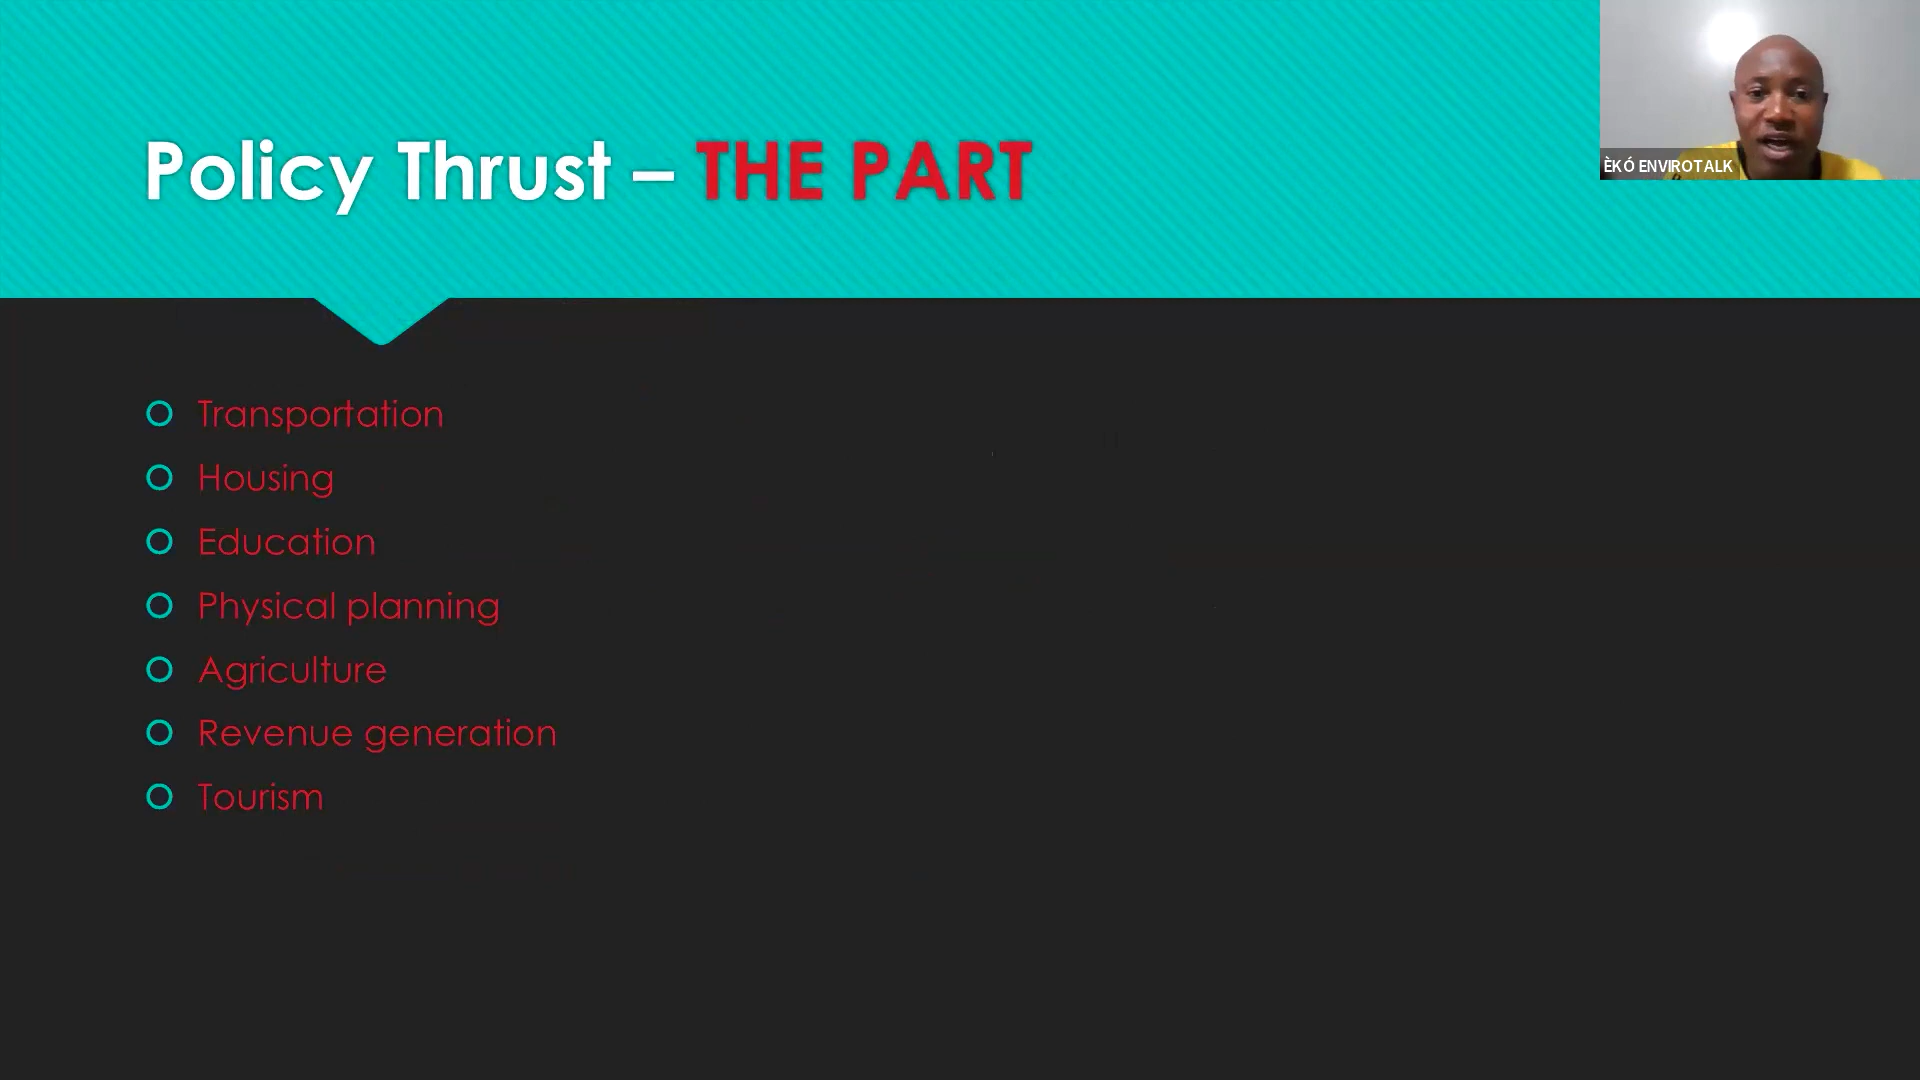 Policy Thrust – THE PART
ÈKÓ ENVIROTALK
Transportation
Housing
Education
Physical planning
Agriculture
Revenue generation
Tourism